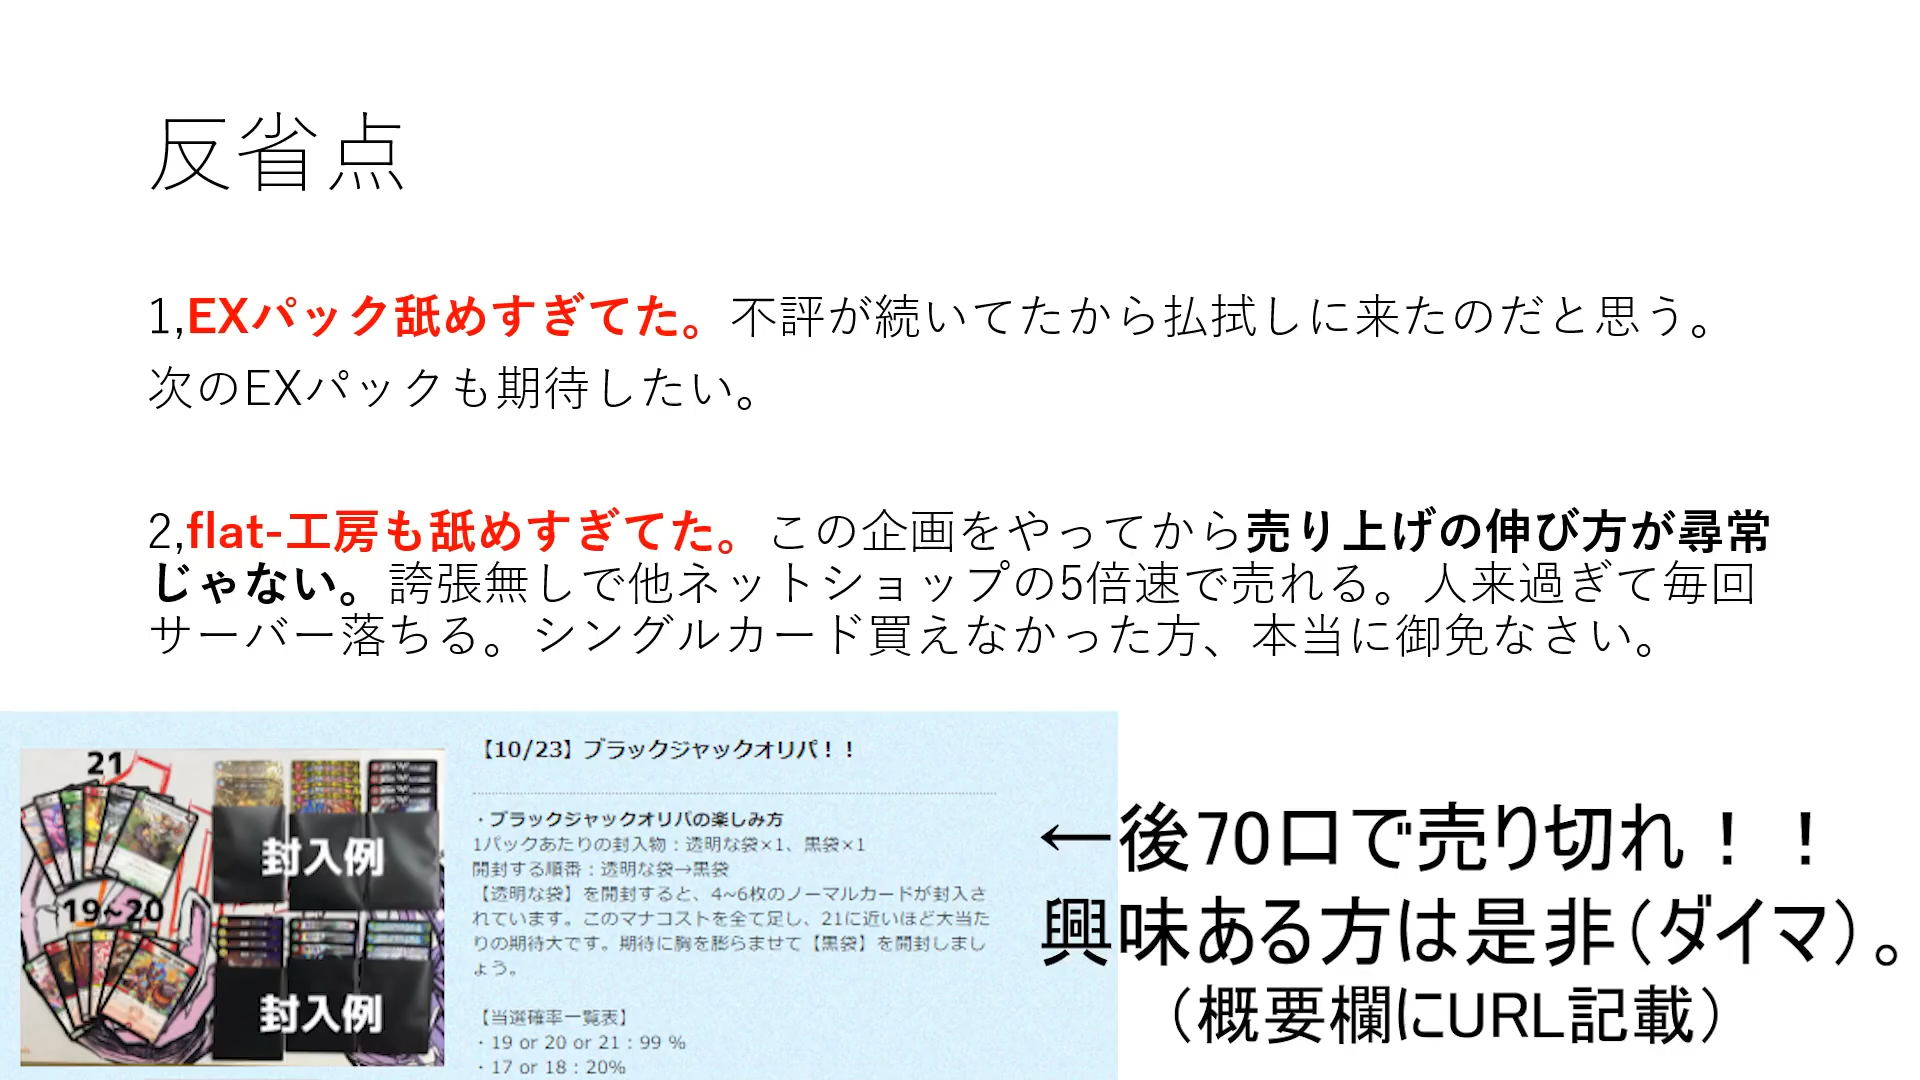 反省点
1,EXパック舐めすぎてた。不評が続いてたから払拭しに来たのだと思う。
次のEXパックも期待したい。
2,flat-工房も舐めすぎてた。この企画をやってから売り上げの伸び方が尋常
じゃない。誇張無しで他ネットショップの5倍速で売れる。人来過ぎて毎回
サーバー落ちる。シングルカード買えなかった方、本当に御免なさい。
21
封入例
19~20
封入例
【10/23】ブラックジャックオリパ！！
・ブラックジャックオリパの楽しみ方
1パックあたりの封入物：透明な袋×1、黒袋×1
開封する順番：透明な袋→黒袋
【透明な袋】を開封すると、4~6枚のノーマルカードが封入さ
れています。このマナコストを全て足し、21に近いほど大当た
りの期待大です。期待に胸を膨らませて【黒袋】を開封しまし
ょう。
【当選確率一覧表】
・19 or 20 or 21：99 %
・17 or 18：20%
←後70口で売り切れ！！
興味ある方は是非（ダイマ）。
（概要欄にURL記載）